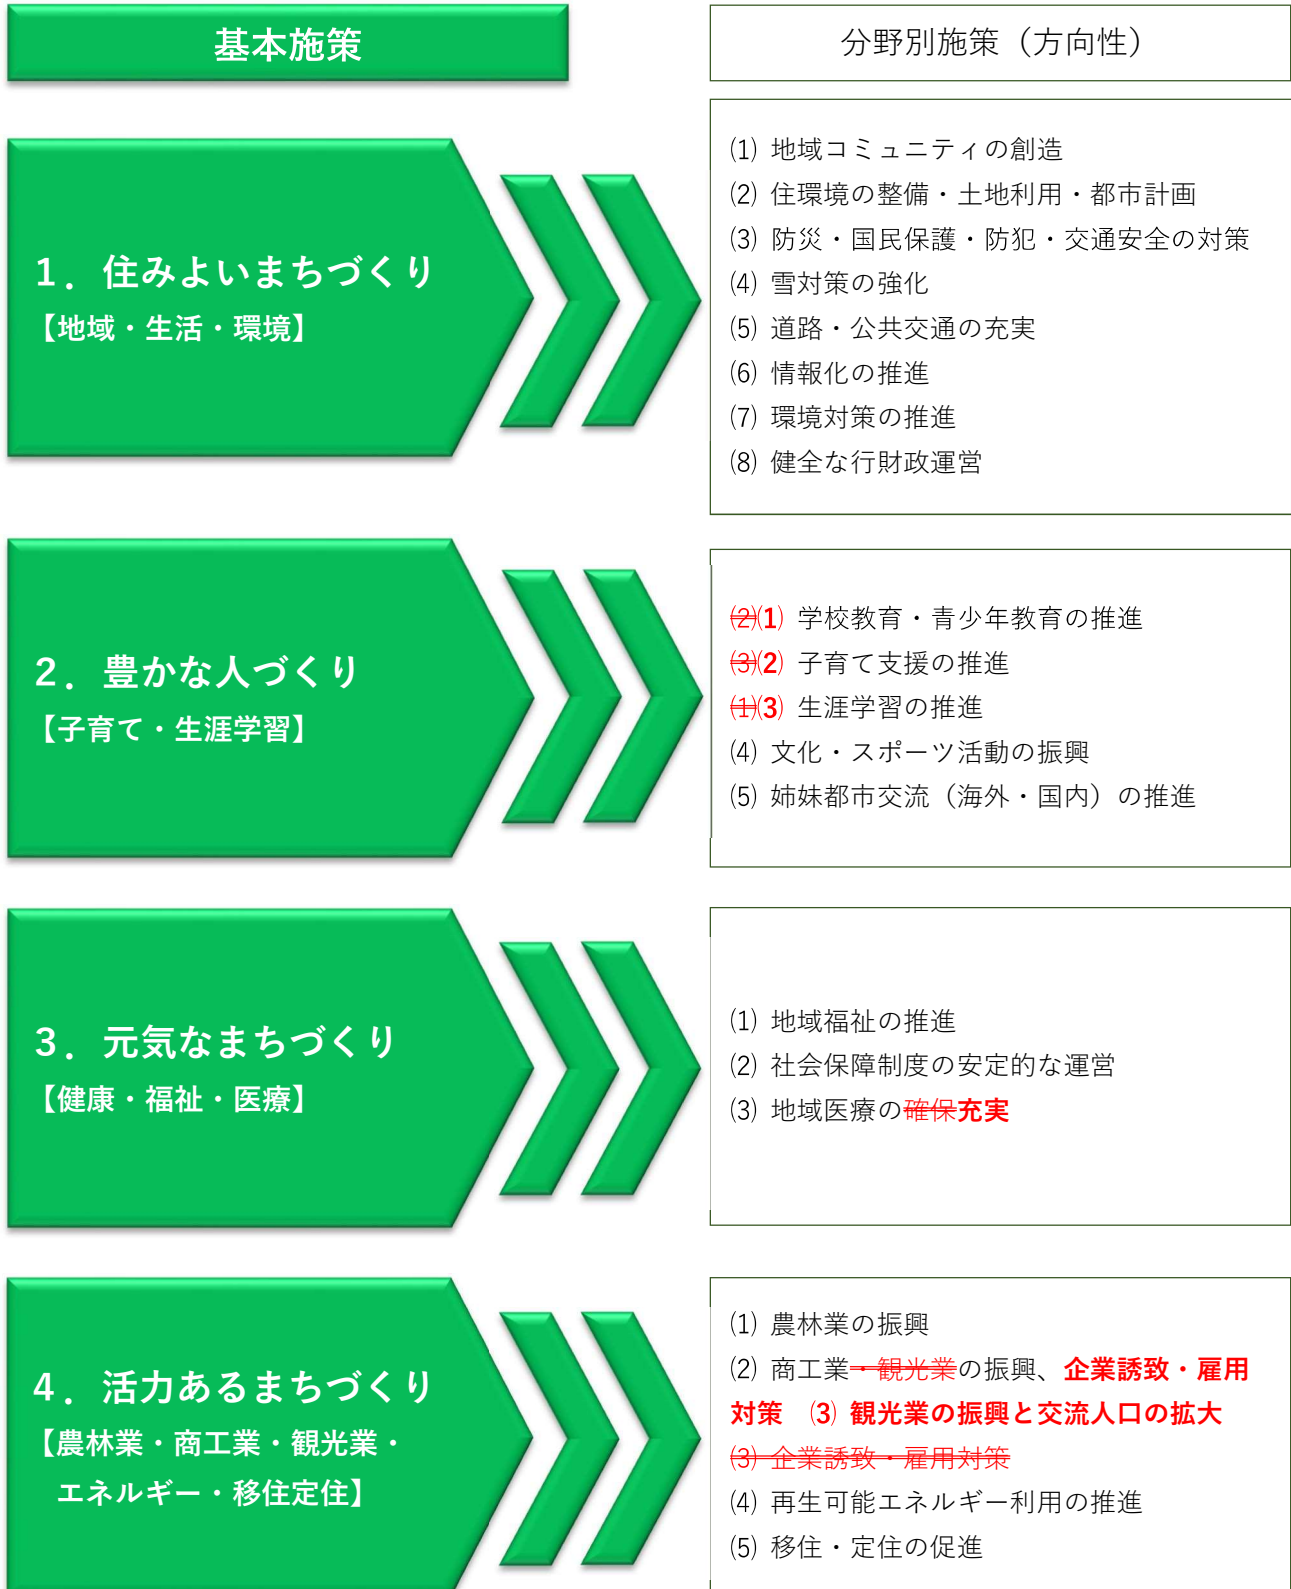 基本施策
分野別施策（方向性）
１．住みよいまちづくり
【地域・生活・環境】
⑴ 地域コミュニティの創造
⑵ 住環境の整備・土地利用・都市計画
⑶ 防災・国民保護・防犯・交通安全の対策
⑷ 雪対策の強化
⑸ 道路・公共交通の充実
⑹ 情報化の推進
⑺ 環境対策の推進
⑻ 健全な行財政運営
２．豊かな人づくり
【子育て・生涯学習】
⑵⑴ 学校教育・青少年教育の推進
⑶⑵ 子育て支援の推進
⑴⑶ 生涯学習の推進
⑷ 文化・スポーツ活動の振興
⑸ 姉妹都市交流（海外・国内）の推進
３．元気なまちづくり
【健康・福祉・医療】
⑴ 地域福祉の推進
⑵ 社会保障制度の安定的な運営
⑶ 地域医療の確保充実
４．活力あるまちづくり
【農林業・商工業・観光業・
エネルギー・移住定住】
⑴ 農林業の振興
⑵ 商工業・観光業の振興、企業誘致・雇用
対策　⑶ 観光業の振興と交流人口の拡大
⑶ 企業誘致・雇用対策
⑷ 再生可能エネルギー利用の推進
⑸ 移住・定住の促進